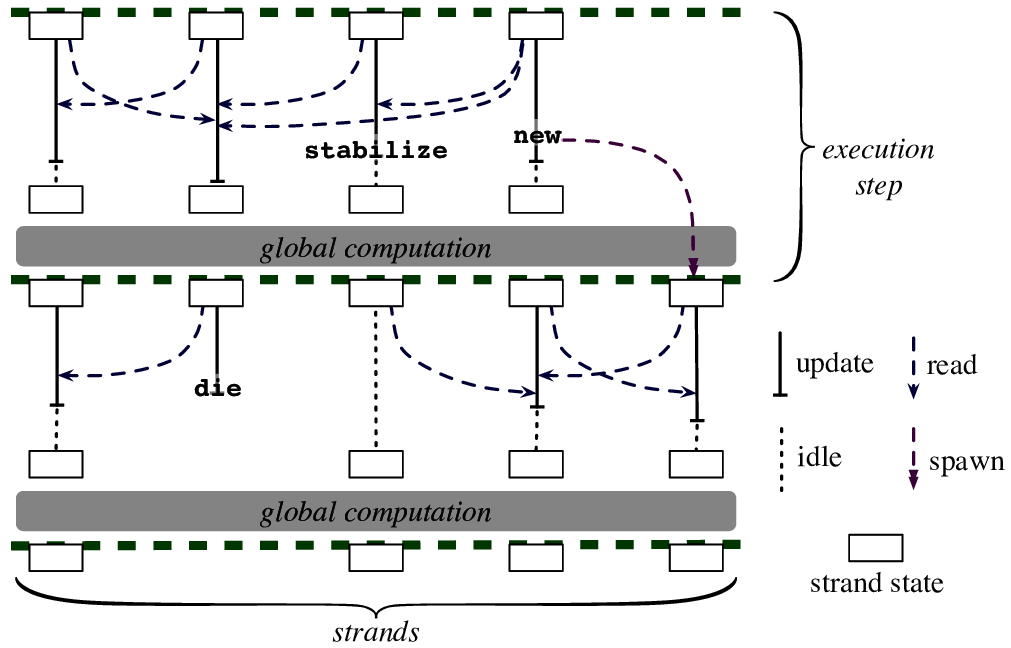 new
stabilize
execution
step
global computation
update
read
die
idle
spawn
global computation
strand state
strands